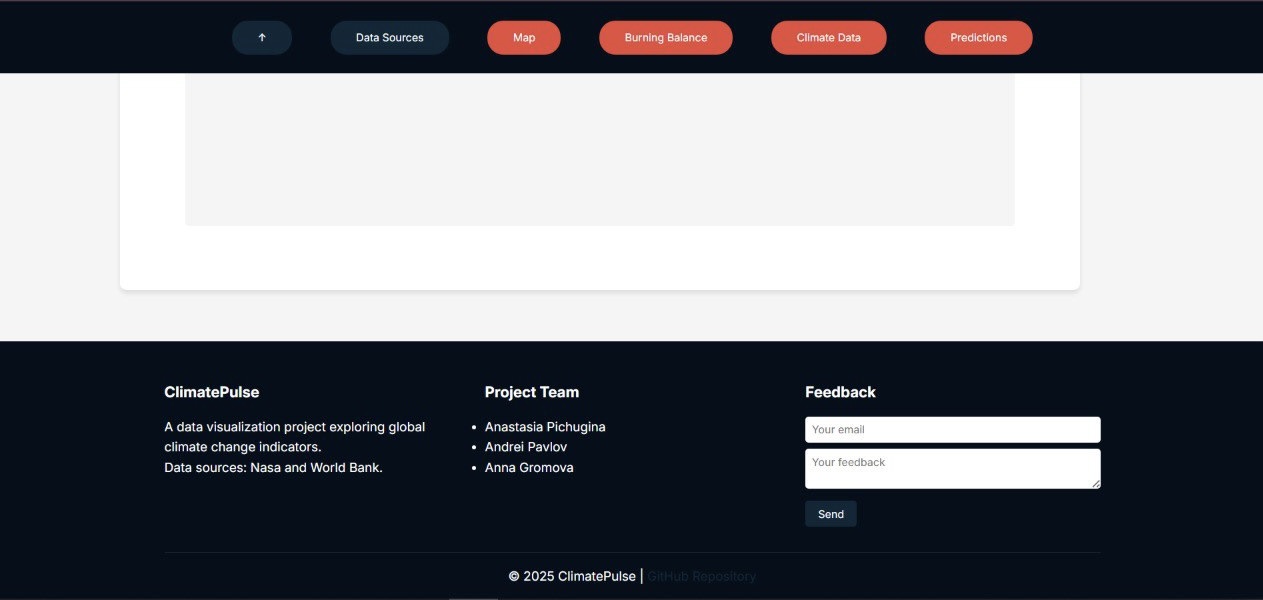 ↑ Data Sources Map Burning Balance Climate Data Predictions
ClimatePulse
A data visualization project exploring global
climate change indicators.
Data sources: Nasa and World Bank.
Project Team
• Anastasia Pichugina
• Andrei Pavlov
• Anna Gromova
Feedback
Your email
Your feedback
Send
© 2025 ClimatePulse | GitHub Repository